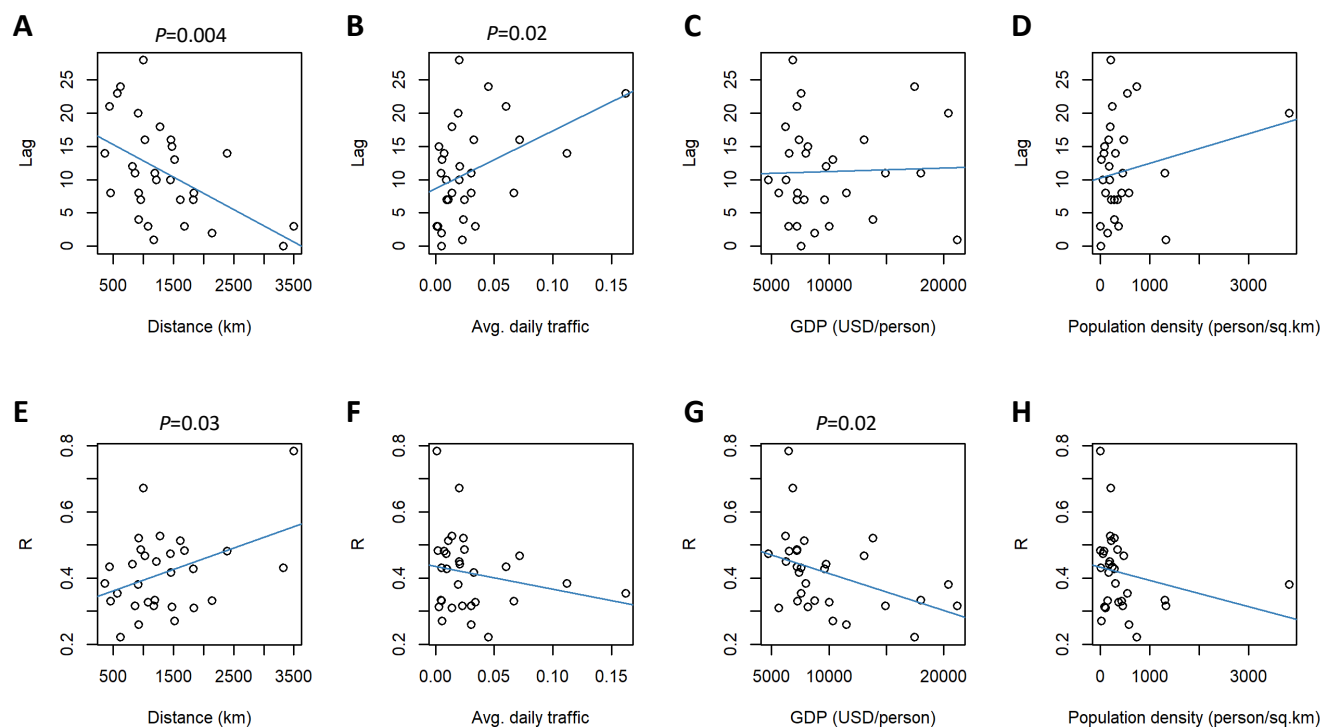 A
P=0.004
B
P=0.02
C
D
Lag
0 5 10 15 20 25
500 1500 2500 3500
Distance (km)
Lag
0 5 10 15 20 25
0.00 0.05 0.10 0.15
Avg. daily traffic
Lag
0 5 10 15 20 25
5000 10000 20000
GDP (USD/person)
Lag
0 5 10 15 20 25
0 1000 3000
Population density (person/sq.km)
E
P=0.03
F
G
P=0.02
H
R
0.2 0.4 0.6 0.8
500 1500 2500 3500
Distance (km)
R
0.2 0.4 0.6 0.8
0.00 0.05 0.10 0.15
Avg. daily traffic
R
0.2 0.4 0.6 0.8
5000 10000 20000
GDP (USD/person)
R
0.2 0.4 0.6 0.8
0 1000 3000
Population density (person/sq.km)